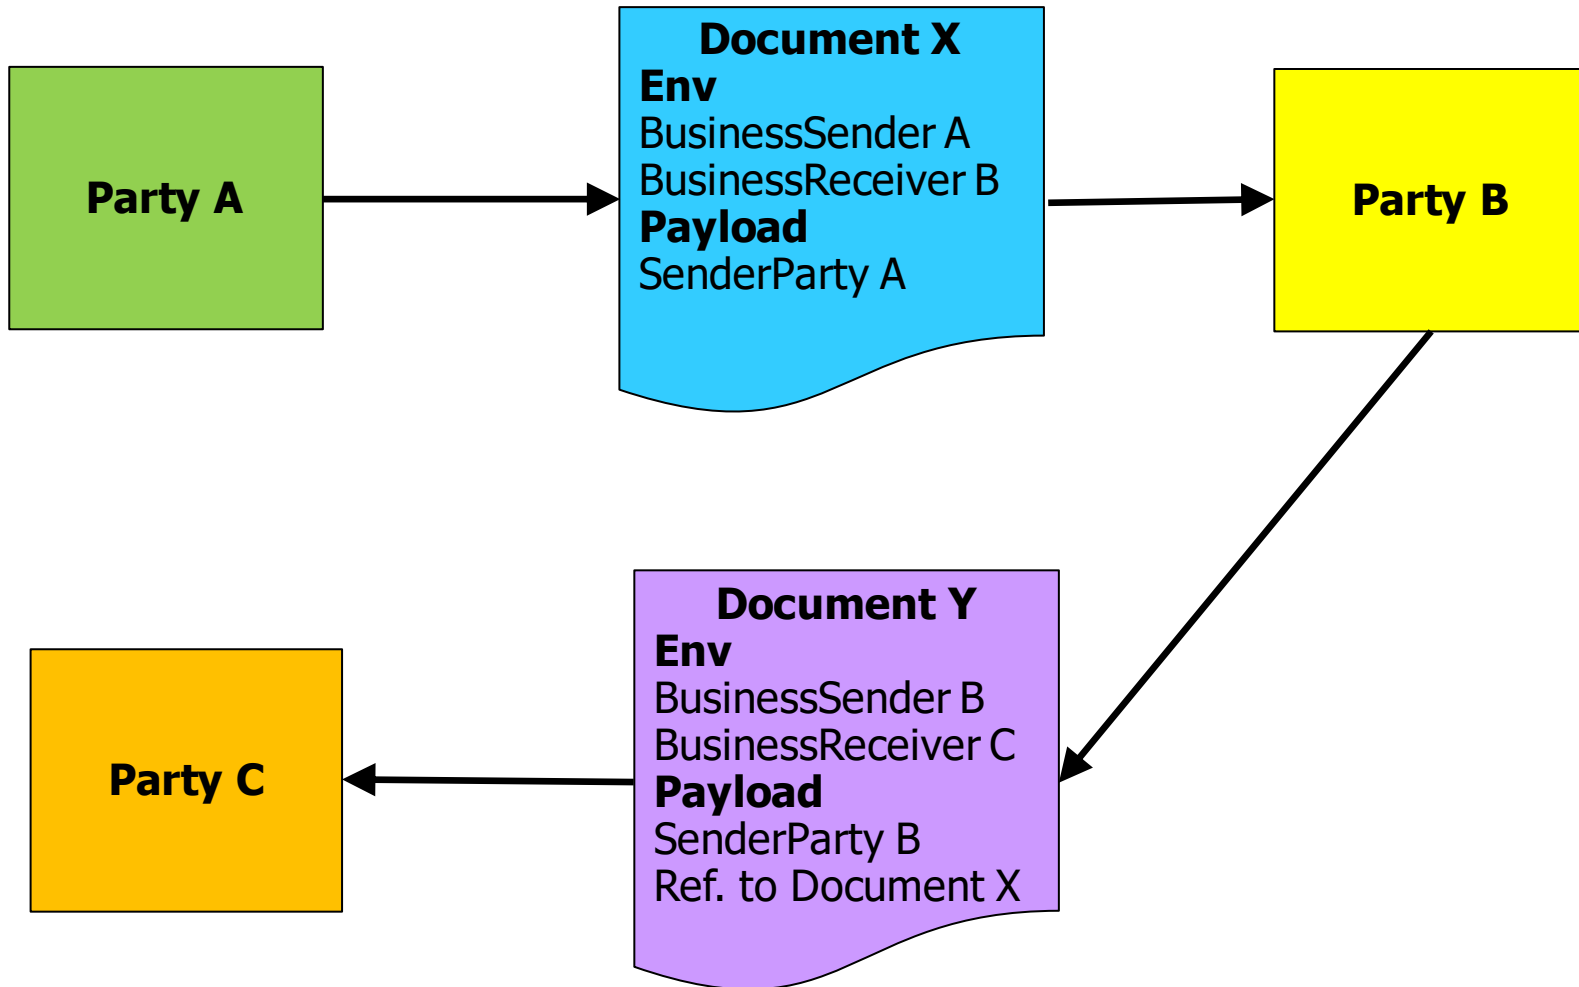 Document X
Env
BusinessSender A
BusinessReceiver B
Payload
SenderParty A
Party A
Party B
Document Y
Env
BusinessSender B
BusinessReceiver C
Payload
SenderParty B
Ref. to Document X
Party C